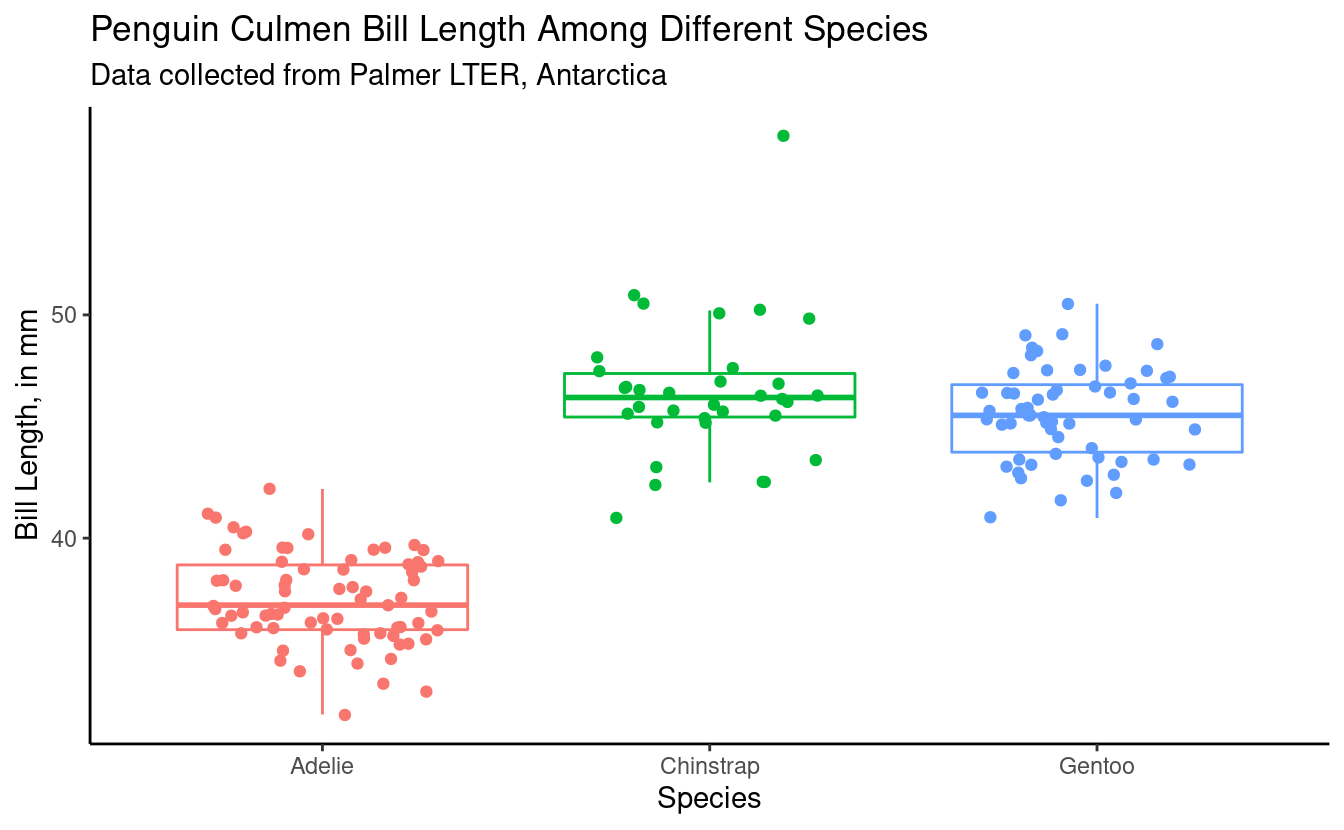 Penguin Culmen Bill Length Among Different Species
Data collected from Palmer LTER, Antarctica
Bill Length, in mm
50
40
Adelie Chinstrap Gentoo
Species